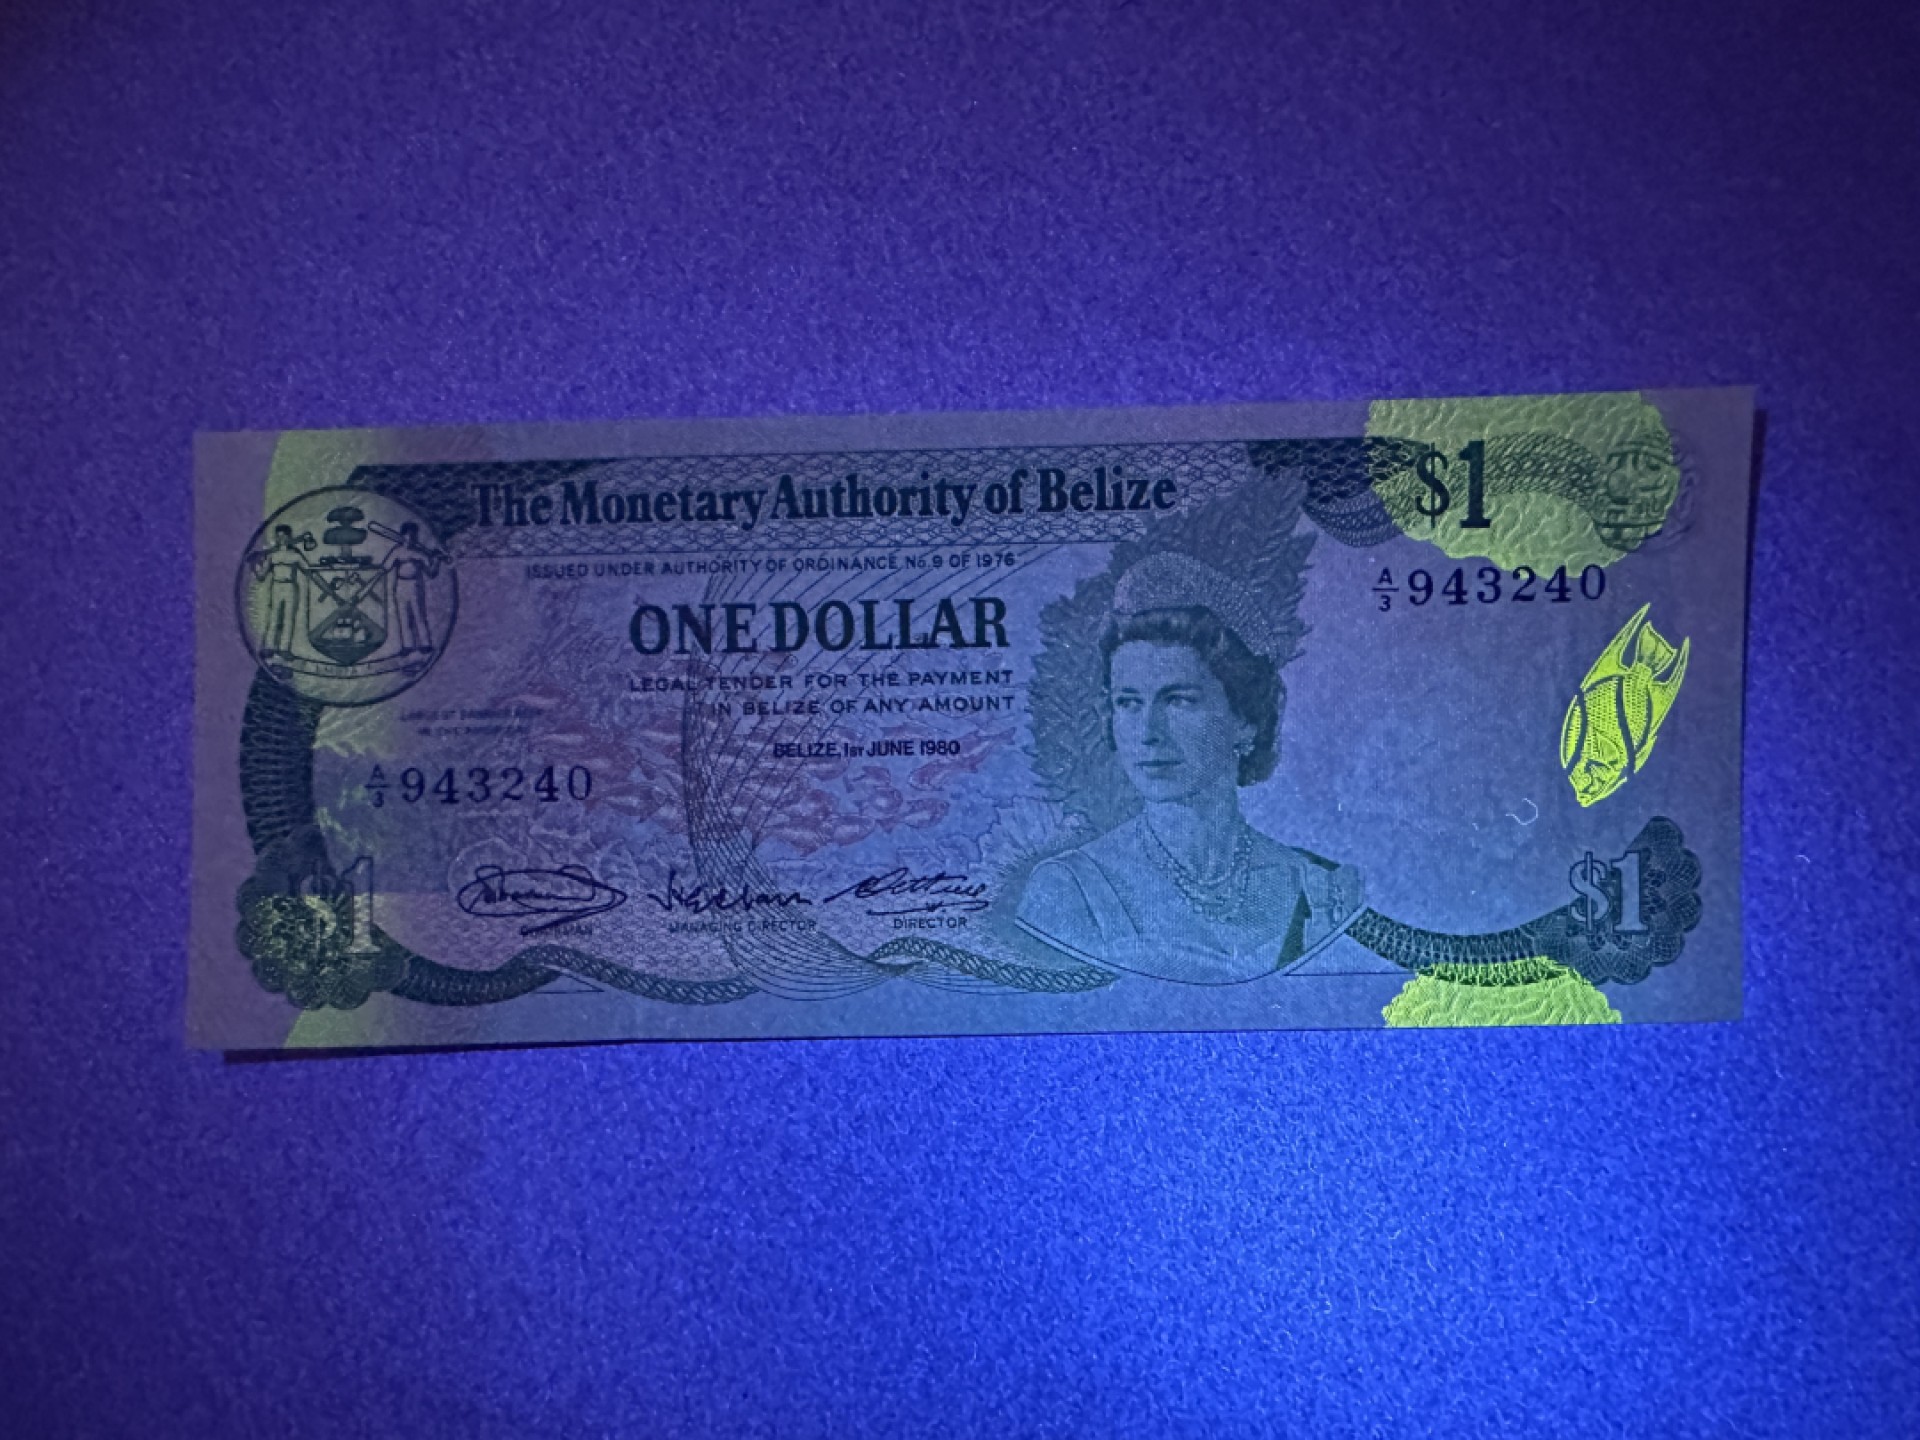 The Monetary Authority of Belize
$1
ISSUED UNDER AUTHORITY OF ORDINANCE No.9 OF 1976
A/3 943240
ONE DOLLAR
LEGAL TENDER FOR THE PAYMENT
IN BELIZE OF ANY AMOUNT
BELIZE, 1ST JUNE 1980
A/3 943240
$1
CHAIRMAN
MANAGING DIRECTOR
DIRECTOR
$1